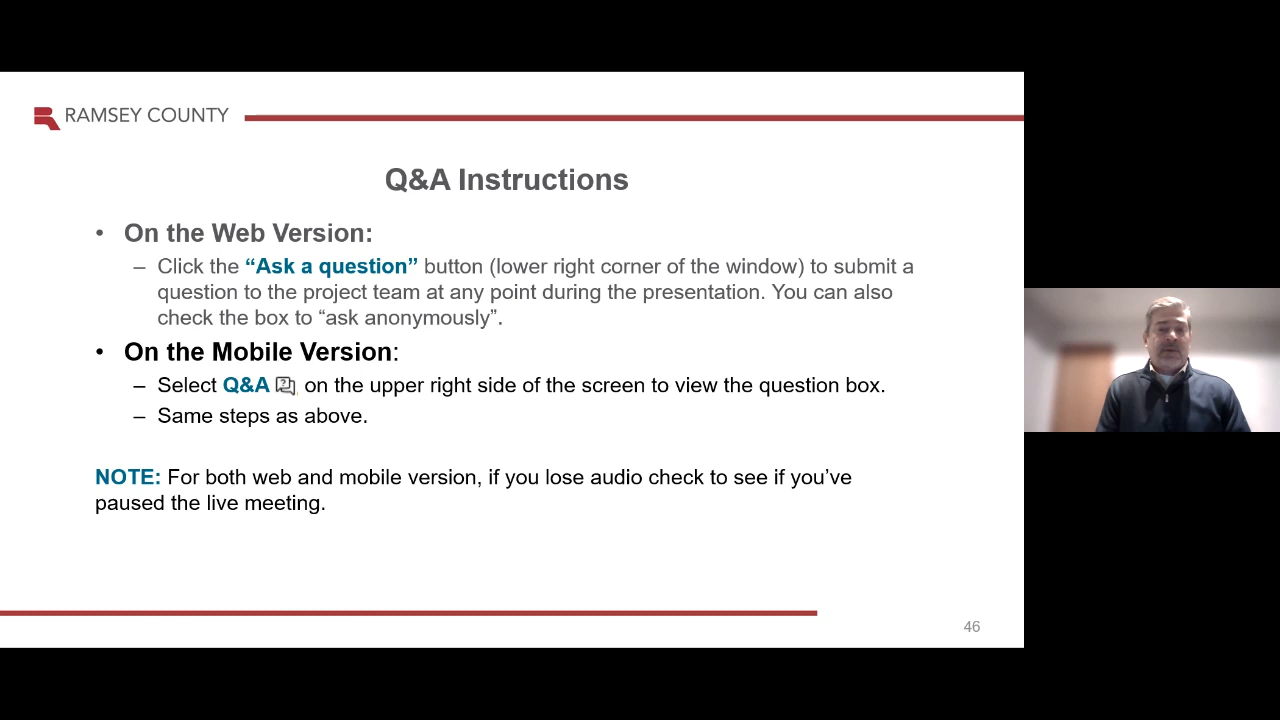 RAMSEY COUNTY
Q&A Instructions
• On the Web Version:
– Click the “Ask a question” button (lower right corner of the window) to submit a
question to the project team at any point during the presentation. You can also
check the box to “ask anonymously”.
• On the Mobile Version:
– Select Q&A on the upper right side of the screen to view the question box.
– Same steps as above.
NOTE: For both web and mobile version, if you lose audio check to see if you’ve
paused the live meeting.
46